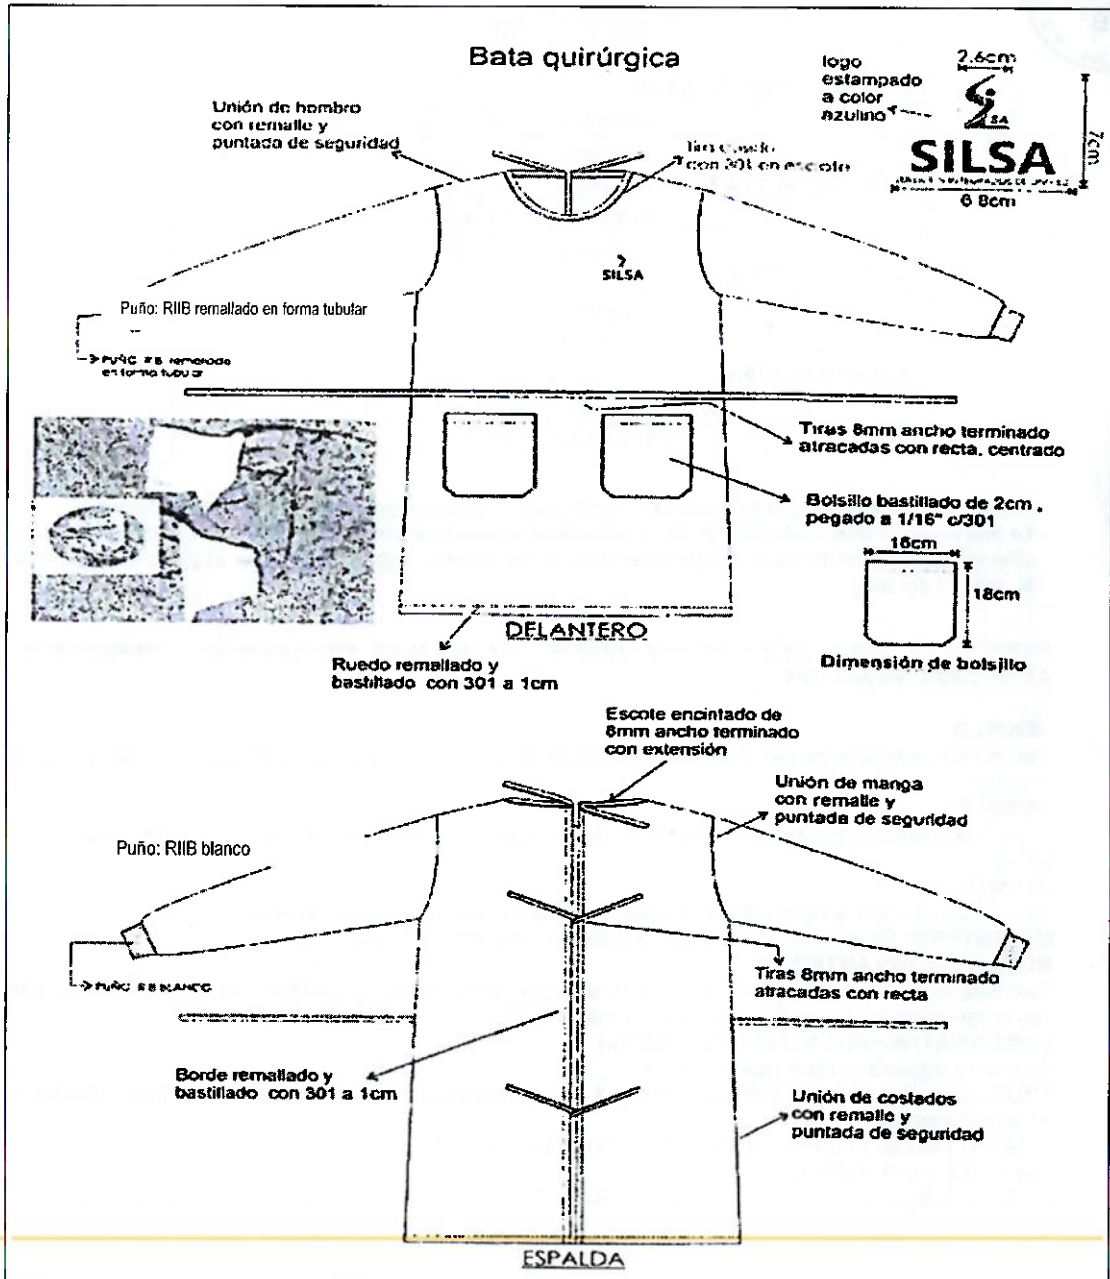 Bata quirúrgica
logo
estampado
a color
azulino
2.6cm
SA
SILSA
7cm
6 8cm
Unión de hombro
con remalle y
puntada de seguridad
con 301 en escote
SILSA
Puño: RIIB remallado en forma tubular
PUÑO
en forma tubular
Tiras 8mm ancho terminado
atracadas con recta. centrado
Bolsillo bastillado de 2cm ,
pegado a 1/16" c/301
16cm
18cm
Dimensión de bolsillo
DELANTERO
Ruedo remallado y
bastillado con 301 a 1cm
Escote encintado de
8mm ancho terminado
con extensión
Unión de manga
con remalle y
puntada de seguridad
Puño: RIIB blanco
PUÑO
BLANCO
Tiras 8mm ancho terminado
atracadas con recta
Borde remallado y
bastillado con 301 a 1cm
Unión de costados
con remalle y
puntada de seguridad
ESPALDA